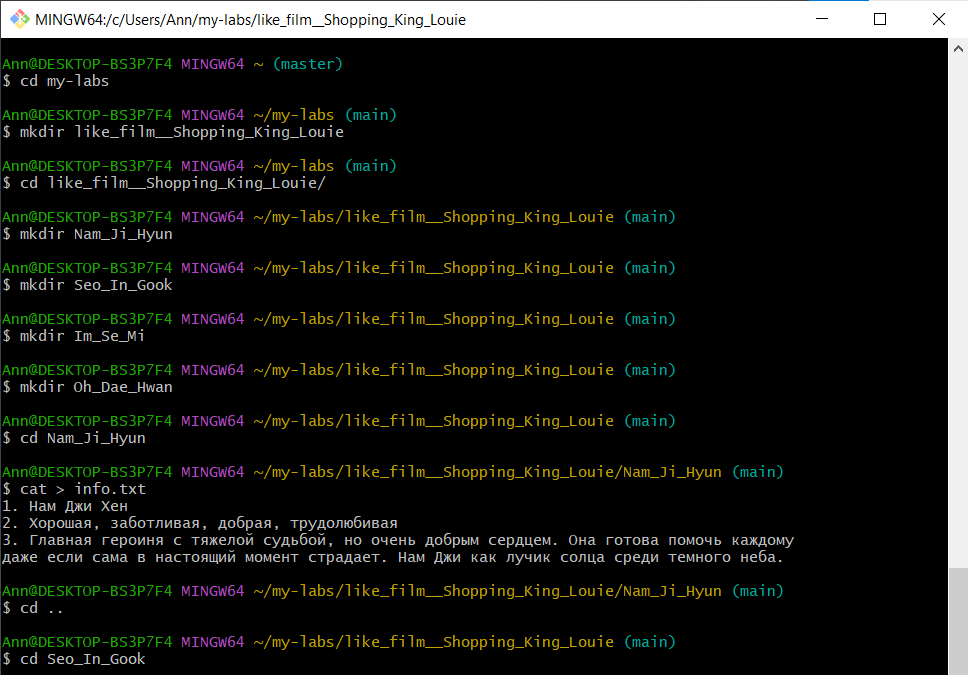 MINGW64:/c/Users/Ann/my-labs/like_film__Shopping_King_Louie
Ann@DESKTOP-BS3P7F4 MINGW64 ~ (master)
$ cd my-labs
Ann@DESKTOP-BS3P7F4 MINGW64 ~/my-labs (main)
$ mkdir like_film__Shopping_King_Louie
Ann@DESKTOP-BS3P7F4 MINGW64 ~/my-labs (main)
$ cd like_film__Shopping_King_Louie/
Ann@DESKTOP-BS3P7F4 MINGW64 ~/my-labs/like_film__Shopping_King_Louie (main)
$ mkdir Nam_Ji_Hyun
Ann@DESKTOP-BS3P7F4 MINGW64 ~/my-labs/like_film__Shopping_King_Louie (main)
$ mkdir Seo_In_Gook
Ann@DESKTOP-BS3P7F4 MINGW64 ~/my-labs/like_film__Shopping_King_Louie (main)
$ mkdir Im_Se_Mi
Ann@DESKTOP-BS3P7F4 MINGW64 ~/my-labs/like_film__Shopping_King_Louie (main)
$ mkdir Oh_Dae_Hwan
Ann@DESKTOP-BS3P7F4 MINGW64 ~/my-labs/like_film__Shopping_King_Louie (main)
$ cd Nam_Ji_Hyun
Ann@DESKTOP-BS3P7F4 MINGW64 ~/my-labs/like_film__Shopping_King_Louie/Nam_Ji_Hyun (main)
$ cat > info.txt
1. Нам Джи Хен
2. Хорошая, заботливая, добрая, трудолюбивая
3. Главная героиня с тяжелой судьбой, но очень добрым сердцем. Она готова помочь каждому
даже если сама в настоящий момент страдает. Нам Джи как лучик солца среди темного неба.
Ann@DESKTOP-BS3P7F4 MINGW64 ~/my-labs/like_film__Shopping_King_Louie/Nam_Ji_Hyun (main)
$ cd ..
Ann@DESKTOP-BS3P7F4 MINGW64 ~/my-labs/like_film__Shopping_King_Louie (main)
$ cd Seo_In_Gook